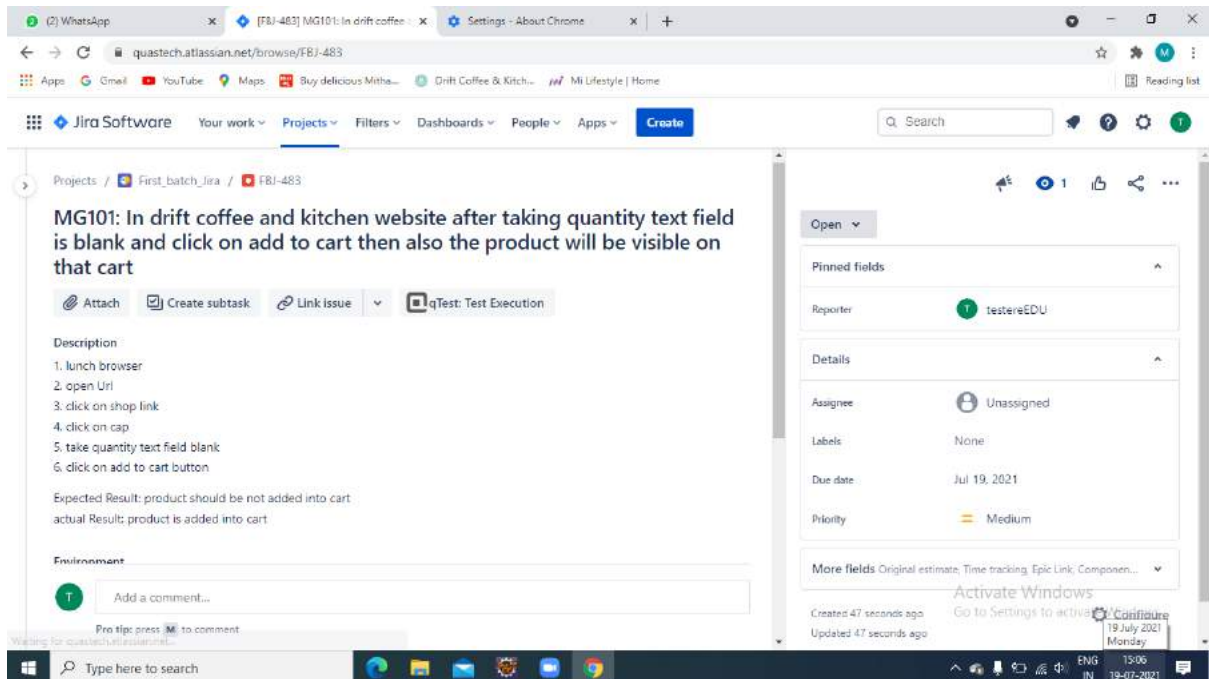 (2) WhatsApp
[FBJ-483] MG101: In drift coffee
Settings - About Chrome
quastech.atlassian.net/browse/FBJ-483
Apps Gmail YouTube Maps Buy delicious Mitha... Drift Coffee & Kitch... Mi Lifestyle | Home Reading list
Jira Software Your work Projects Filters Dashboards People Apps Create Search
Projects / First_batch_Jira / FBJ-483
MG101: In drift coffee and kitchen website after taking quantity text field
is blank and click on add to cart then also the product will be visible on
that cart
Attach Create subtask Link issue qTest: Test Execution
Description
1. lunch browser
2. open Url
3. click on shop link
4. click on cap
5. take quantity text field blank
6. click on add to cart button
Expected Result: product should be not added into cart
actual Result: product is added into cart
Environment
T Add a comment...
Pro tip: press M to comment
Waiting for quastech.atlassian.net...
1
Open
Pinned fields
Reporter T testereEDU
Details
Assignee Unassigned
Labels None
Due date Jul 19, 2021
Priority Medium
More fields Original estimate, Time tracking, Epic Link, Componen...
Activate Windows
Created 47 seconds ago Go to Settings to activa
Configure
Updated 47 seconds ago
19 July 2021
Monday
Type here to search
ENG 15:06
IN 19-07-2021